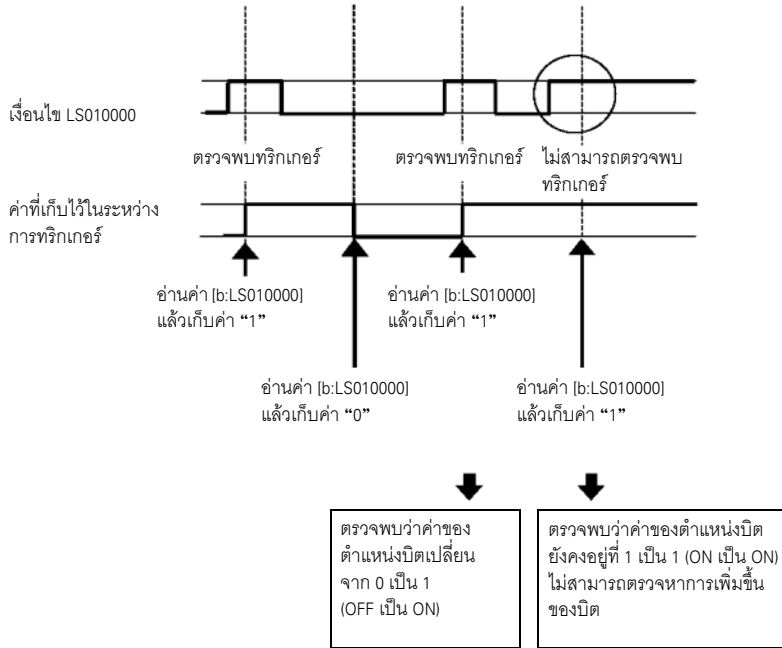 เงื่อนไข LS010000
ตรวจพบทริกเกอร์
ตรวจพบทริกเกอร์
ไม่สามารถตรวจพบ
ทริกเกอร์
ค่าที่เก็บไว้ในระหว่าง
การทริกเกอร์
อ่านค่า [b:LS010000]
แล้วเก็บค่า “1”
อ่านค่า [b:LS010000]
แล้วเก็บค่า “1”
อ่านค่า [b:LS010000]
แล้วเก็บค่า “0”
อ่านค่า [b:LS010000]
แล้วเก็บค่า “1”
ตรวจพบว่าค่าของ
ตำแหน่งบิตเปลี่ยน
จาก 0 เป็น 1
(OFF เป็น ON)
ตรวจพบว่าค่าของตำแหน่งบิต
ยังคงอยู่ที่ 1 เป็น 1 (ON เป็น ON)
ไม่สามารถตรวจหาการเพิ่มขึ้น
ของบิต